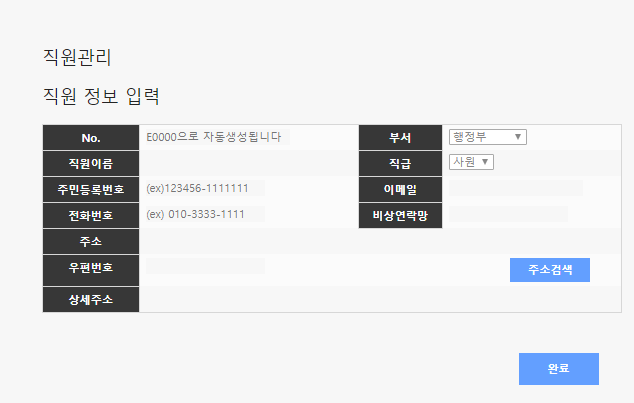 직원관리
직원 정보 입력
No. E0000으로 자동생성됩니다 부서 행정부
직원이름 직급 사원
주민등록번호 (ex)123456-1111111 이메일
전화번호 (ex) 010-3333-1111 비상연락망
주소
우편번호 주소검색
상세주소
완료